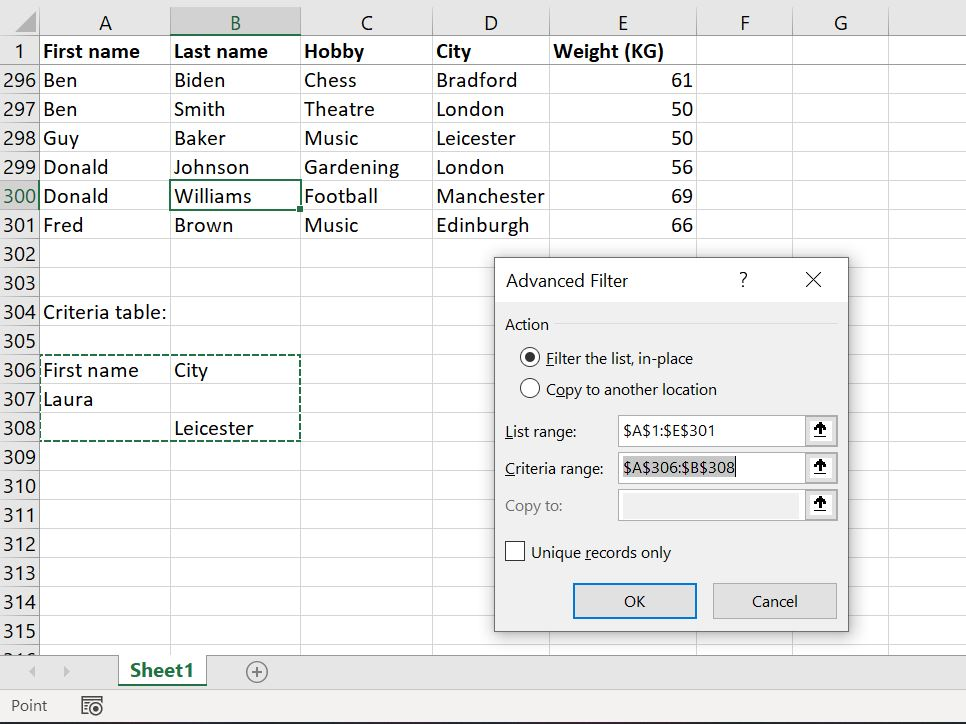 A B C D E F G
1 First name Last name Hobby City Weight (KG)
296 Ben Biden Chess Bradford 61
297 Ben Smith Theatre London 50
298 Guy Baker Music Leicester 50
299 Donald Johnson Gardening London 56
300 Donald Williams Football Manchester 69
301 Fred Brown Music Edinburgh 66
302
303
304 Criteria table:
305
306 First name City
307 Laura
308 Leicester
309
310
311
312
313
314
315
Advanced Filter ?
Action
Filter the list, in-place
Copy to another location
List range: $A$1:$E$301
Criteria range: $A$306:$B$308
Copy to:
Unique records only
OK Cancel
Sheet1
Point